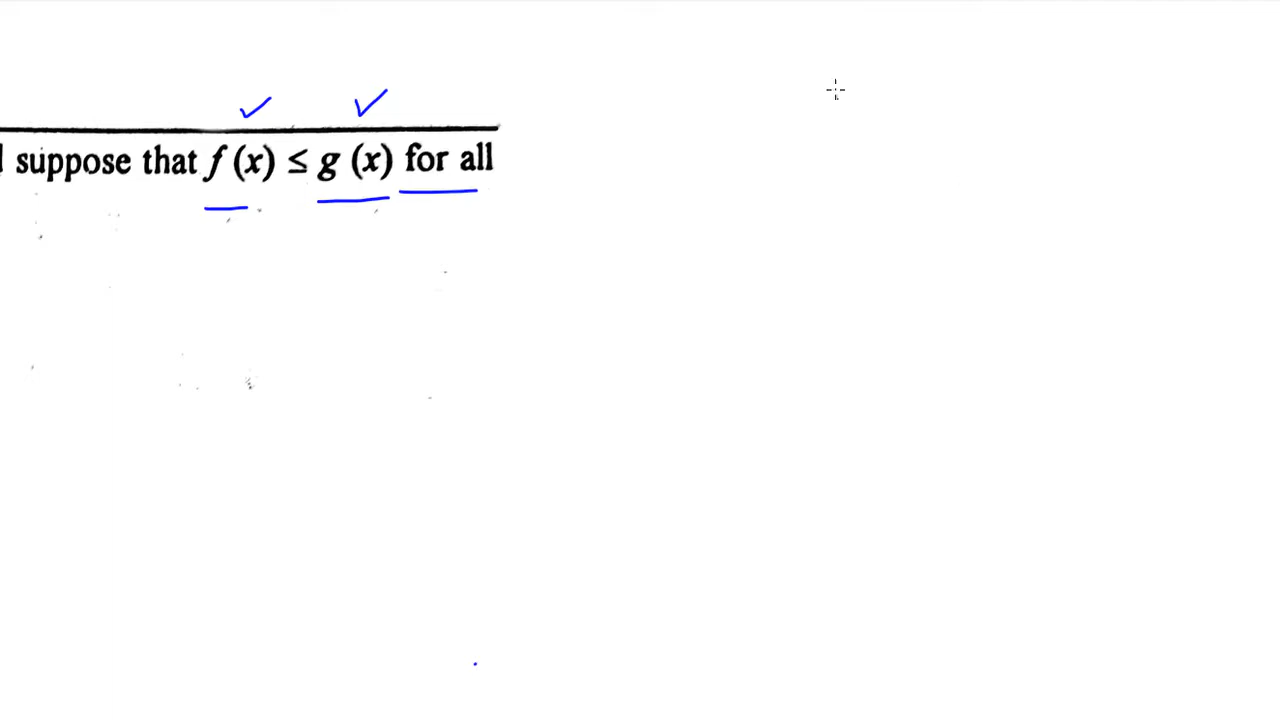 suppose that f (x) ≤ g (x) for all